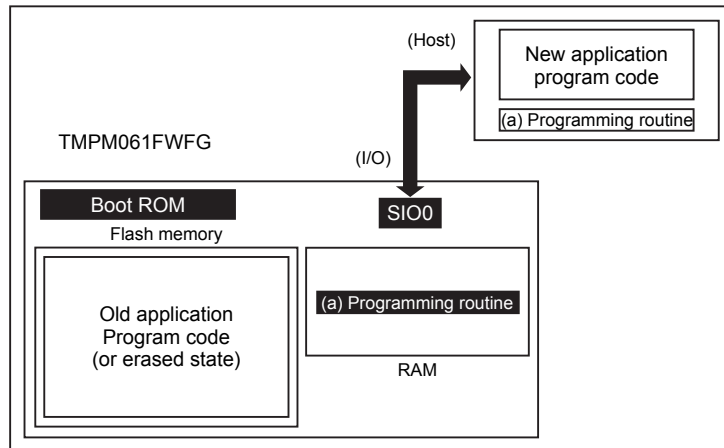 (Host)
New application
program code
(a) Programming routine
TMPM061FWFG
(I/O)
Boot ROM
SIO0
Flash memory
Old application
Program code
(or erased state)
(a) Programming routine
RAM